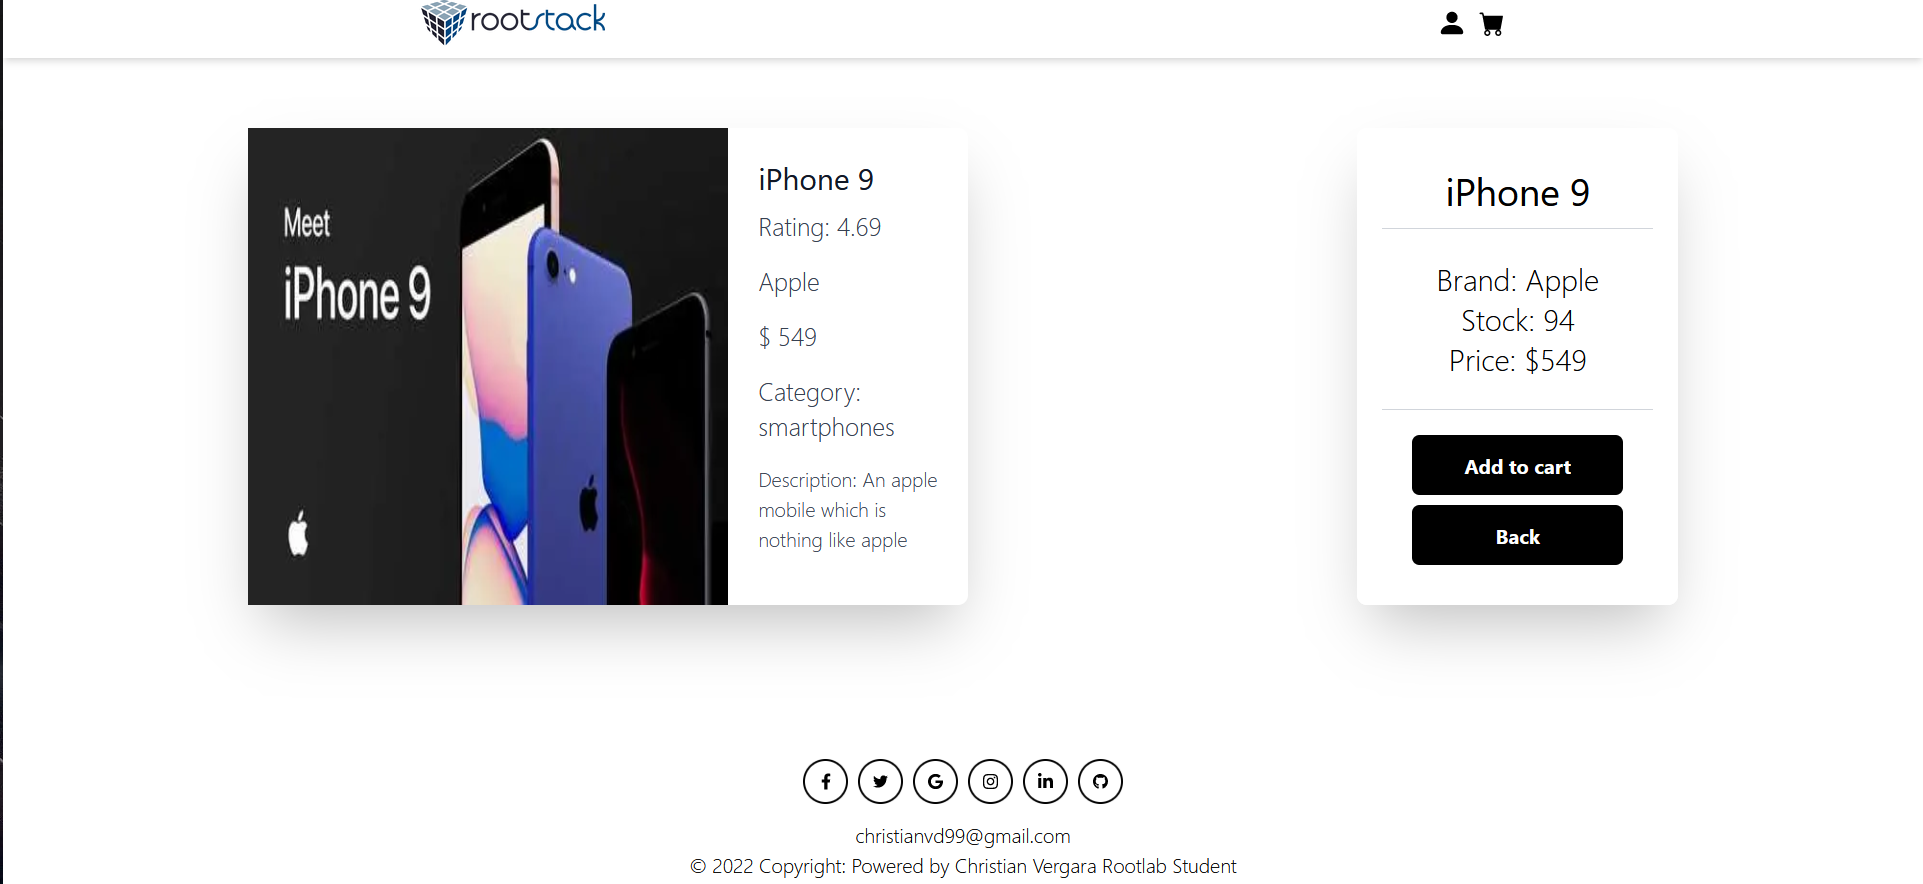 rootstack
Meet
iPhone 9
iPhone 9
Rating: 4.69
Apple
$ 549
Category:
smartphones
Description: An apple
mobile which is
nothing like apple
iPhone 9
Brand: Apple
Stock: 94
Price: $549
Add to cart
Back
christianvd99@gmail.com
© 2022 Copyright: Powered by Christian Vergara Rootlab Student